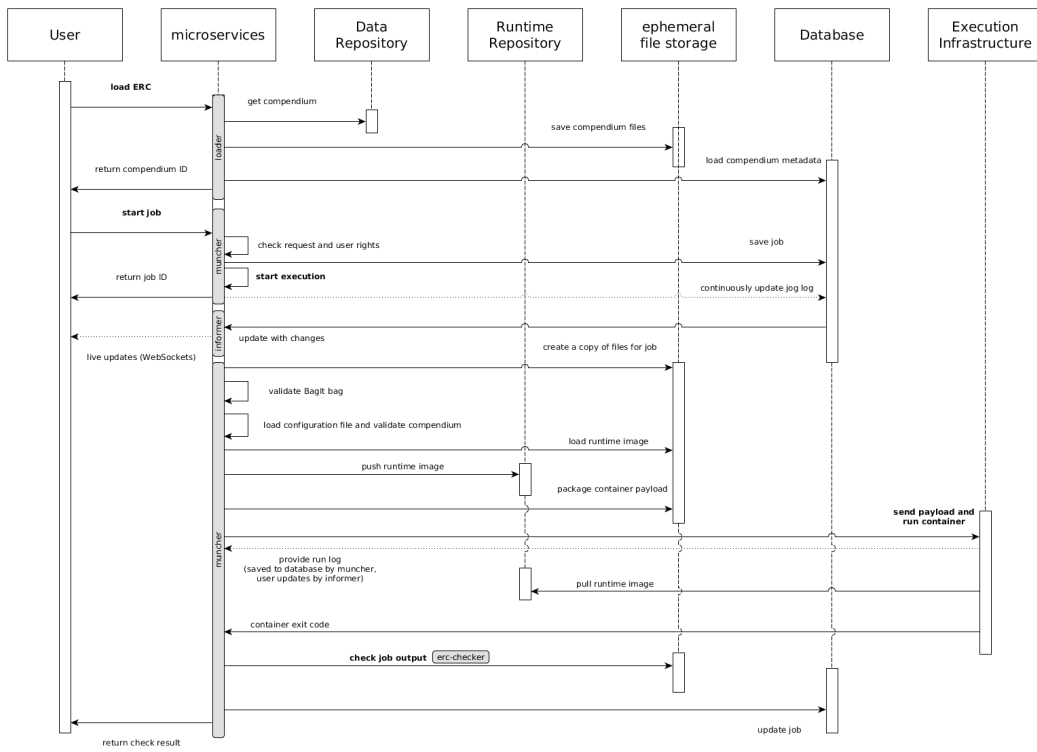 User
microservices
Data
Repository
Runtime
Repository
ephemeral
file storage
Database
Execution
Infrastructure
load ERC
get compendium
save compendium files
loader
load compendium metadata
return compendium ID
start job
muncher
check request and user rights
save job
return job ID
start execution
continuously update jog log
informer
update with changes
live updates (WebSockets)
create a copy of files for job
validate BagIt bag
load configuration file and validate compendium
load runtime image
push runtime image
package container payload
send payload and
run container
muncher
provide run log
(saved to database by muncher,
user updates by informer)
pull runtime image
container exit code
check job output erc-checker
update job
return check result